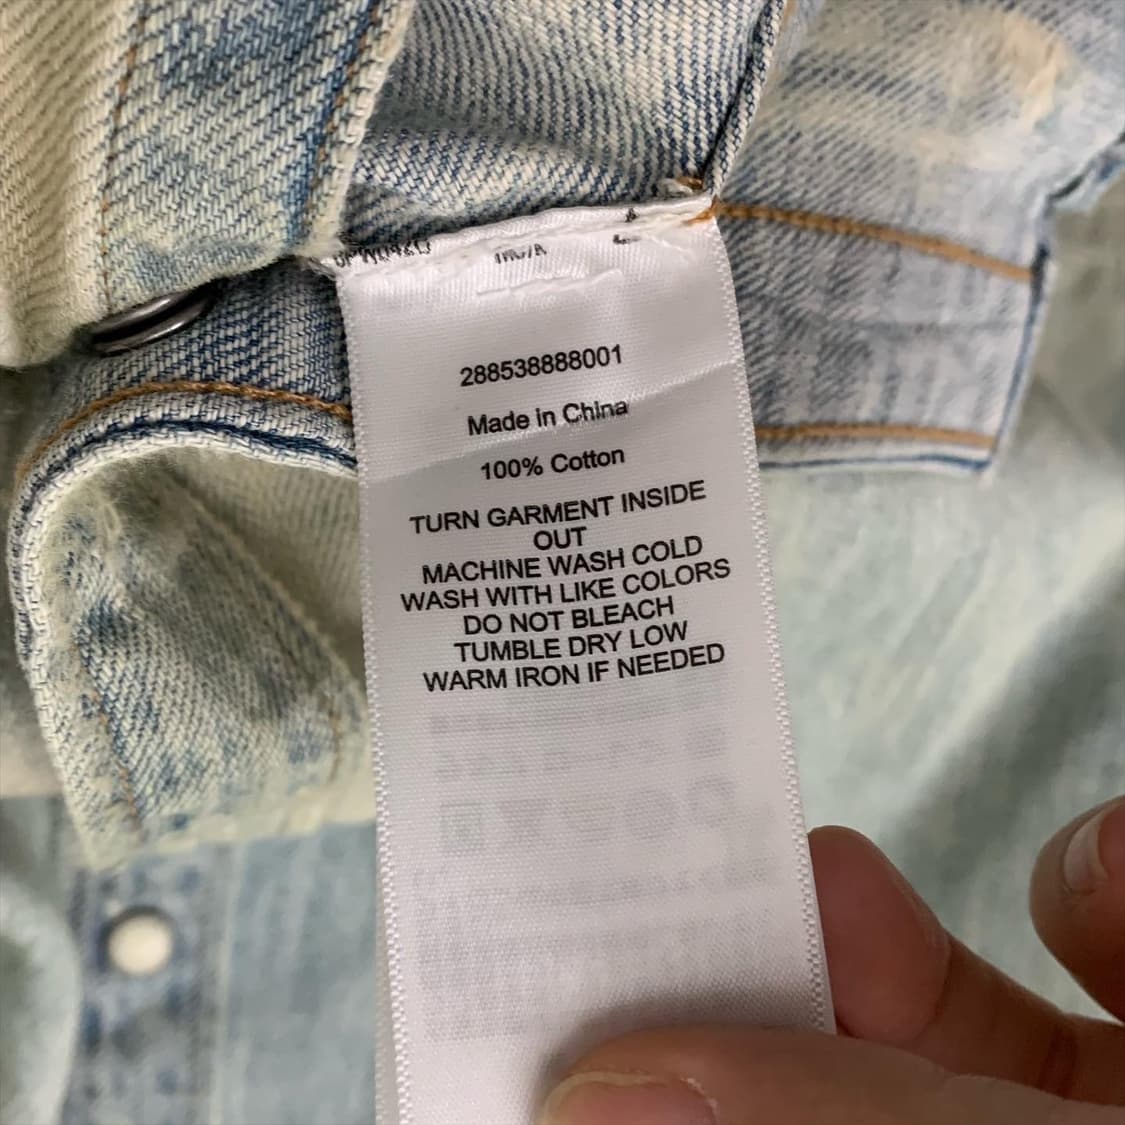 288538888001
Made in China
100% Cotton
TURN GARMENT INSIDE
OUT
MACHINE WASH COLD
WASH WITH LIKE COLORS
DO NOT BLEACH
TUMBLE DRY LOW
WARM IRON IF NEEDED